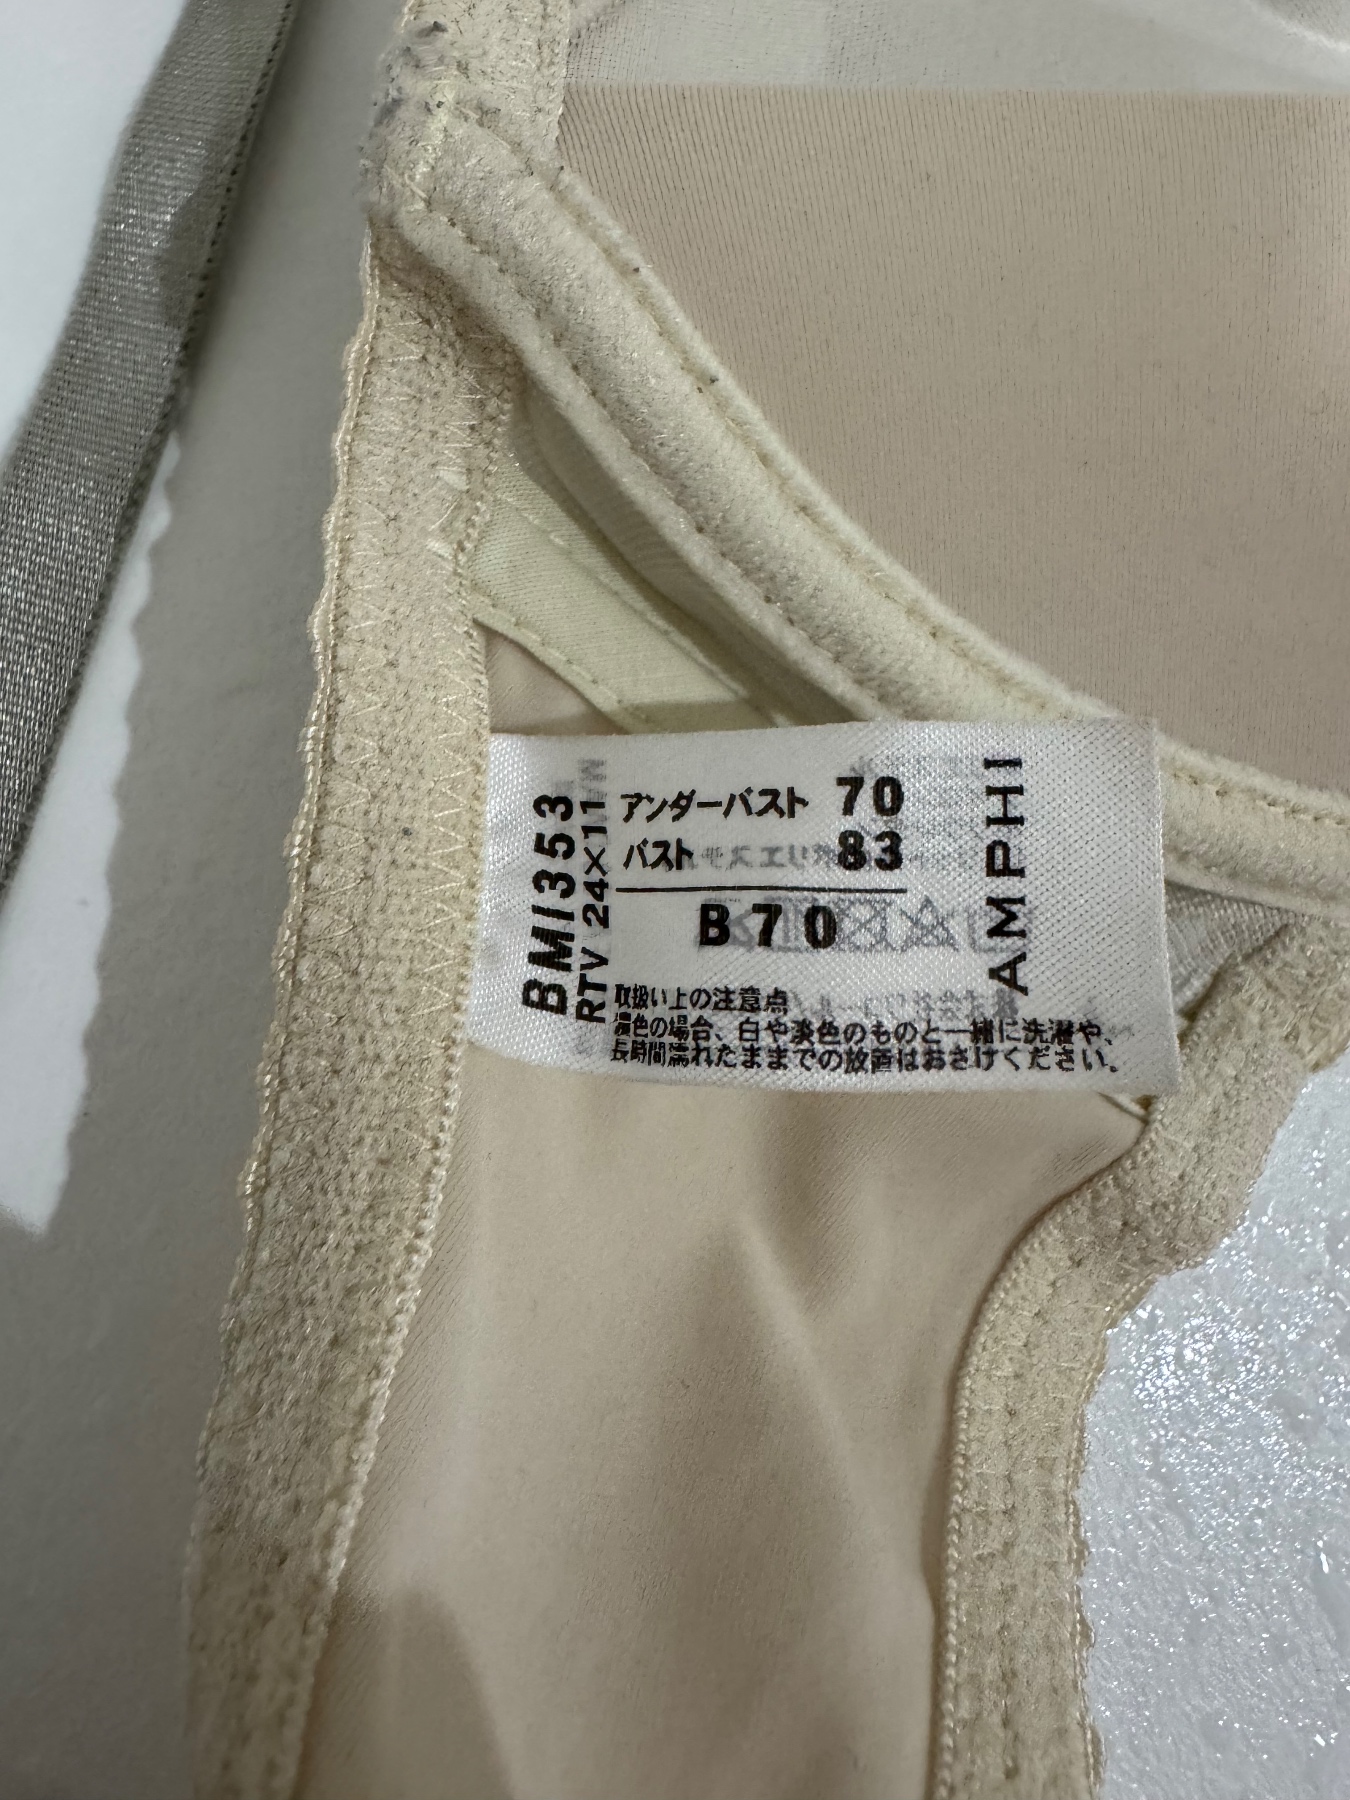 BMI353
RTV 24×11
アンダーバスト 70
バスト 83
B70
取扱い上の注意点
濃色の場合、白や淡色のものと一緒に洗濯や、
長時間濡れたままでの放置はおさけください。
AMPHI